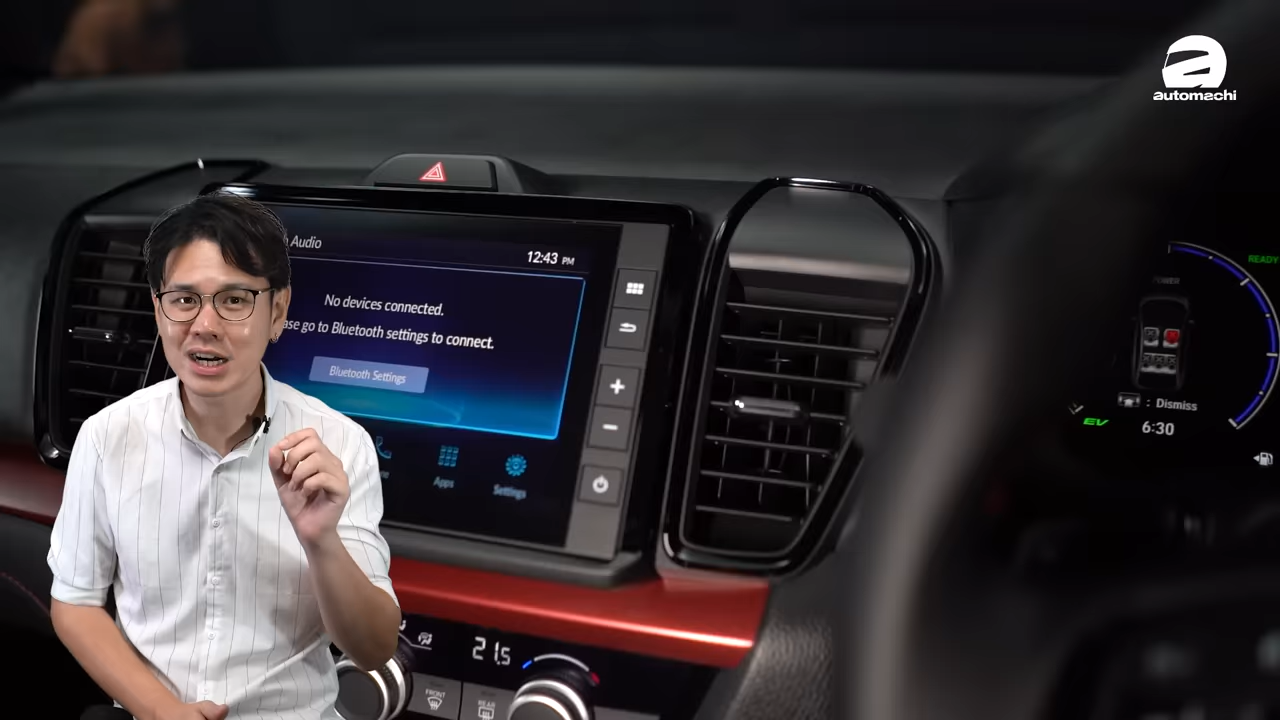 automachi
Audio
12:43 PM
No devices connected.
go to Bluetooth settings to connect.
Bluetooth Settings
Apps
Settings
21.5
FRONT
REAR
READY
POWER
: Dismiss
EV
6:30